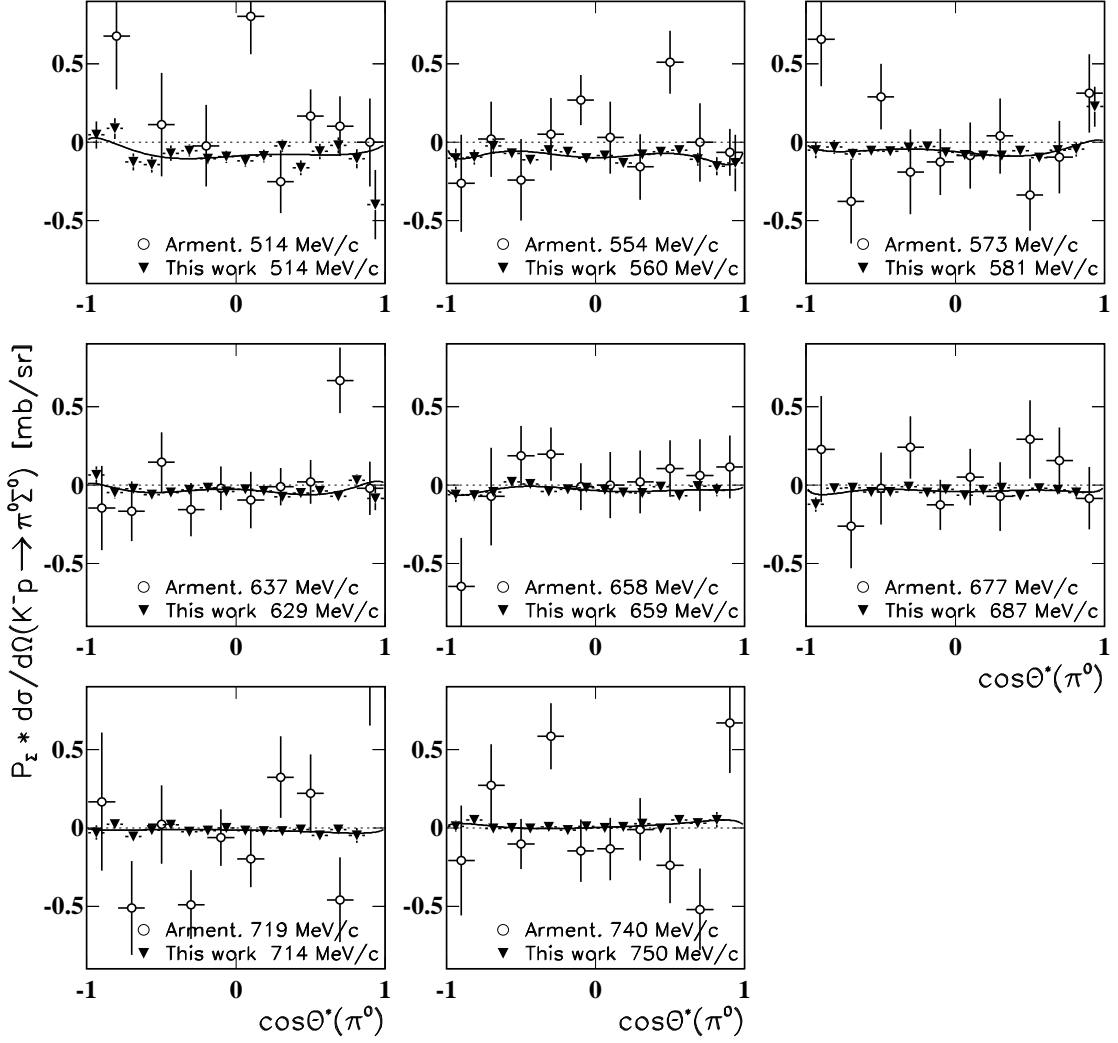 P_Σ * dσ/dΩ(K⁻p → π⁰Σ⁰) [mb/sr]
0.5
0
-0.5
Arment. 514 MeV/c
This work 514 MeV/c
-1 0 1
0.5
0
-0.5
Arment. 554 MeV/c
This work 560 MeV/c
-1 0 1
0.5
0
-0.5
Arment. 573 MeV/c
This work 581 MeV/c
-1 0 1
0.5
0
-0.5
Arment. 637 MeV/c
This work 629 MeV/c
-1 0 1
0.5
0
-0.5
Arment. 658 MeV/c
This work 659 MeV/c
-1 0 1
0.5
0
-0.5
Arment. 677 MeV/c
This work 687 MeV/c
-1 0 1
cosΘ*(π⁰)
0.5
0
-0.5
Arment. 719 MeV/c
This work 714 MeV/c
-1 0 1
cosΘ*(π⁰)
0.5
0
-0.5
Arment. 740 MeV/c
This work 750 MeV/c
-1 0 1
cosΘ*(π⁰)